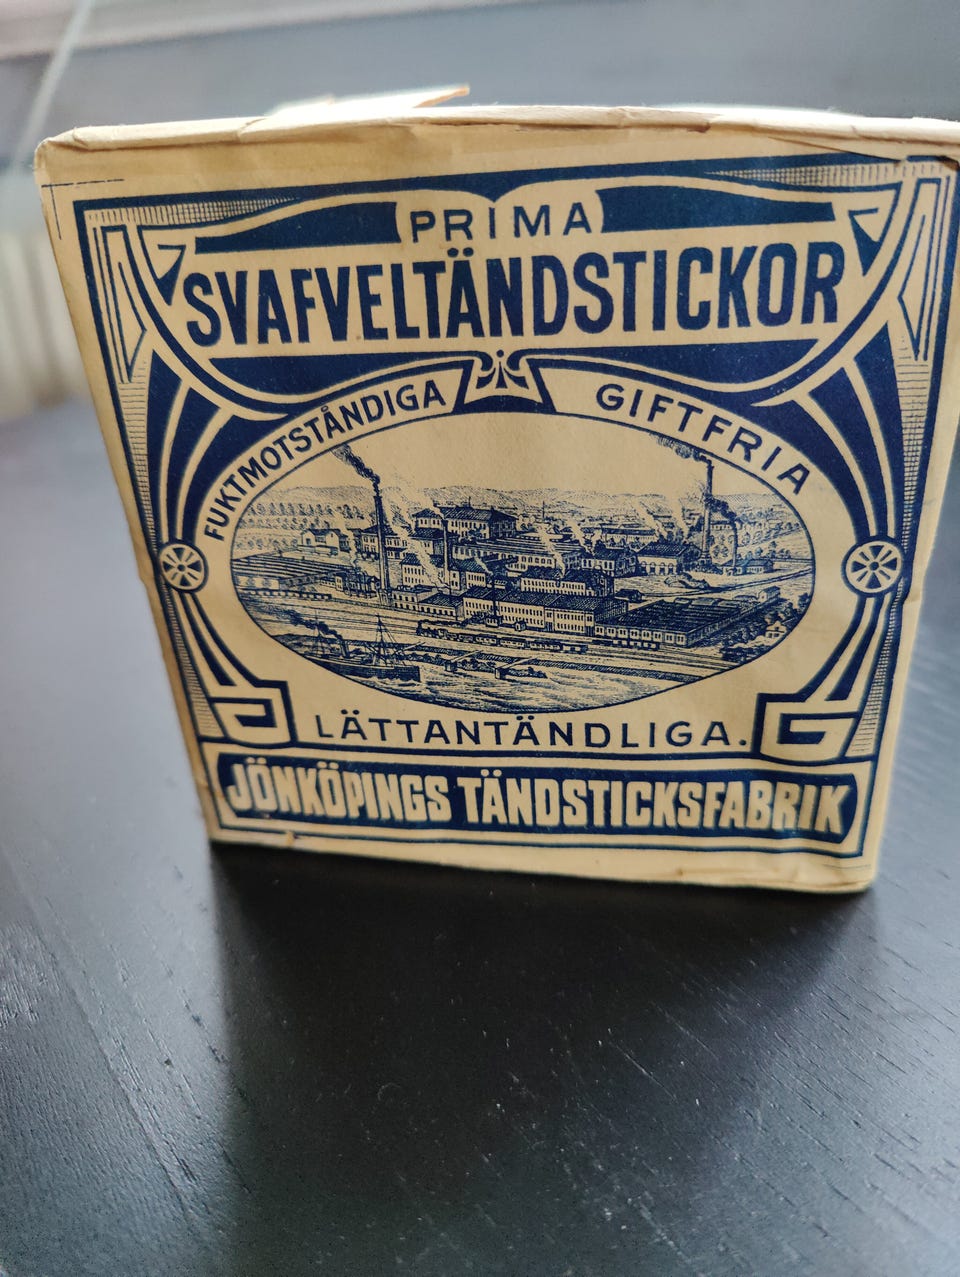 PRIMA
SVAFVELTÄNDSTICKOR
FUKTMOTSTÅNDIGA GIFTFRIA
LÄTTANTÄNDLIGA.
JÖNKÖPINGS TÄNDSTICKSFABRIK